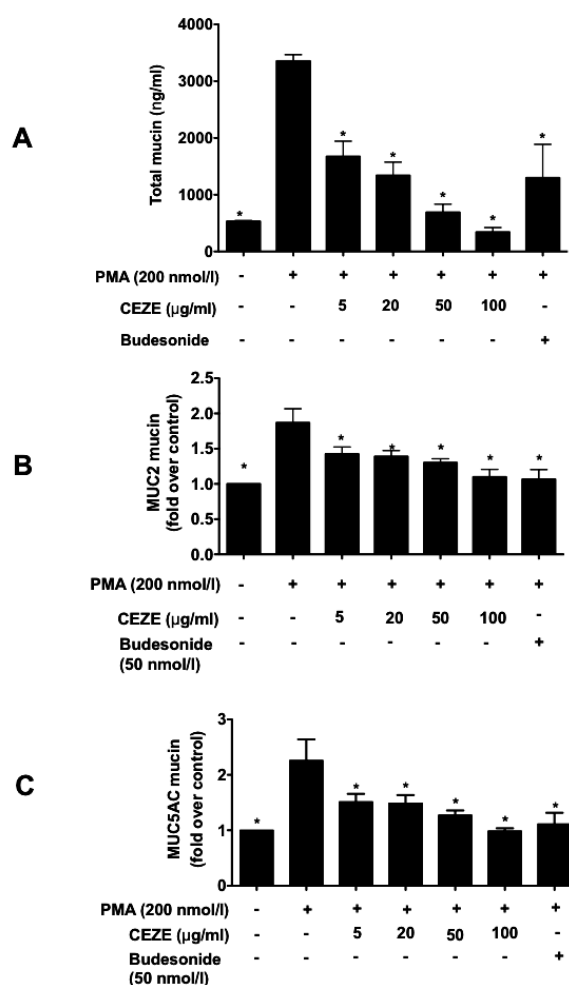 A
Total mucin (ng/ml)
4000
3000
2000
1000
0
* * * * * *
PMA (200 nmol/l) - + + + + + +
CEZE (µg/ml) - - 5 20 50 100 -
Budesonide - - - - - - +
B
MUC2 mucin
(fold over control)
2.5
2.0
1.5
1.0
0.5
0.0
* * * * * *
PMA (200 nmol/l) - + + + + + +
CEZE (µg/ml) - - 5 20 50 100 -
Budesonide
(50 nmol/l) - - - - - - +
C
MUC5AC mucin
(fold over control)
3
2
1
0
* * * * * *
PMA (200 nmol/l) - + + + + + +
CEZE (µg/ml) - - 5 20 50 100 -
Budesonide
(50 nmol/l) - - - - - - +